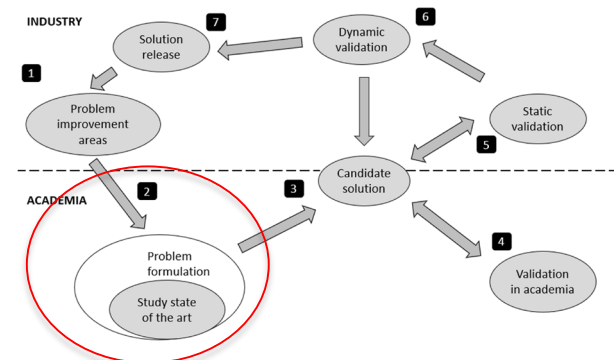 INDUSTRY
7
6
Solution
release
Dynamic
validation
1
Problem
improvement
areas
Static
validation
5
2
3
Candidate
solution
ACADEMIA
4
Problem
formulation
Study state
of the art
Validation
in academia